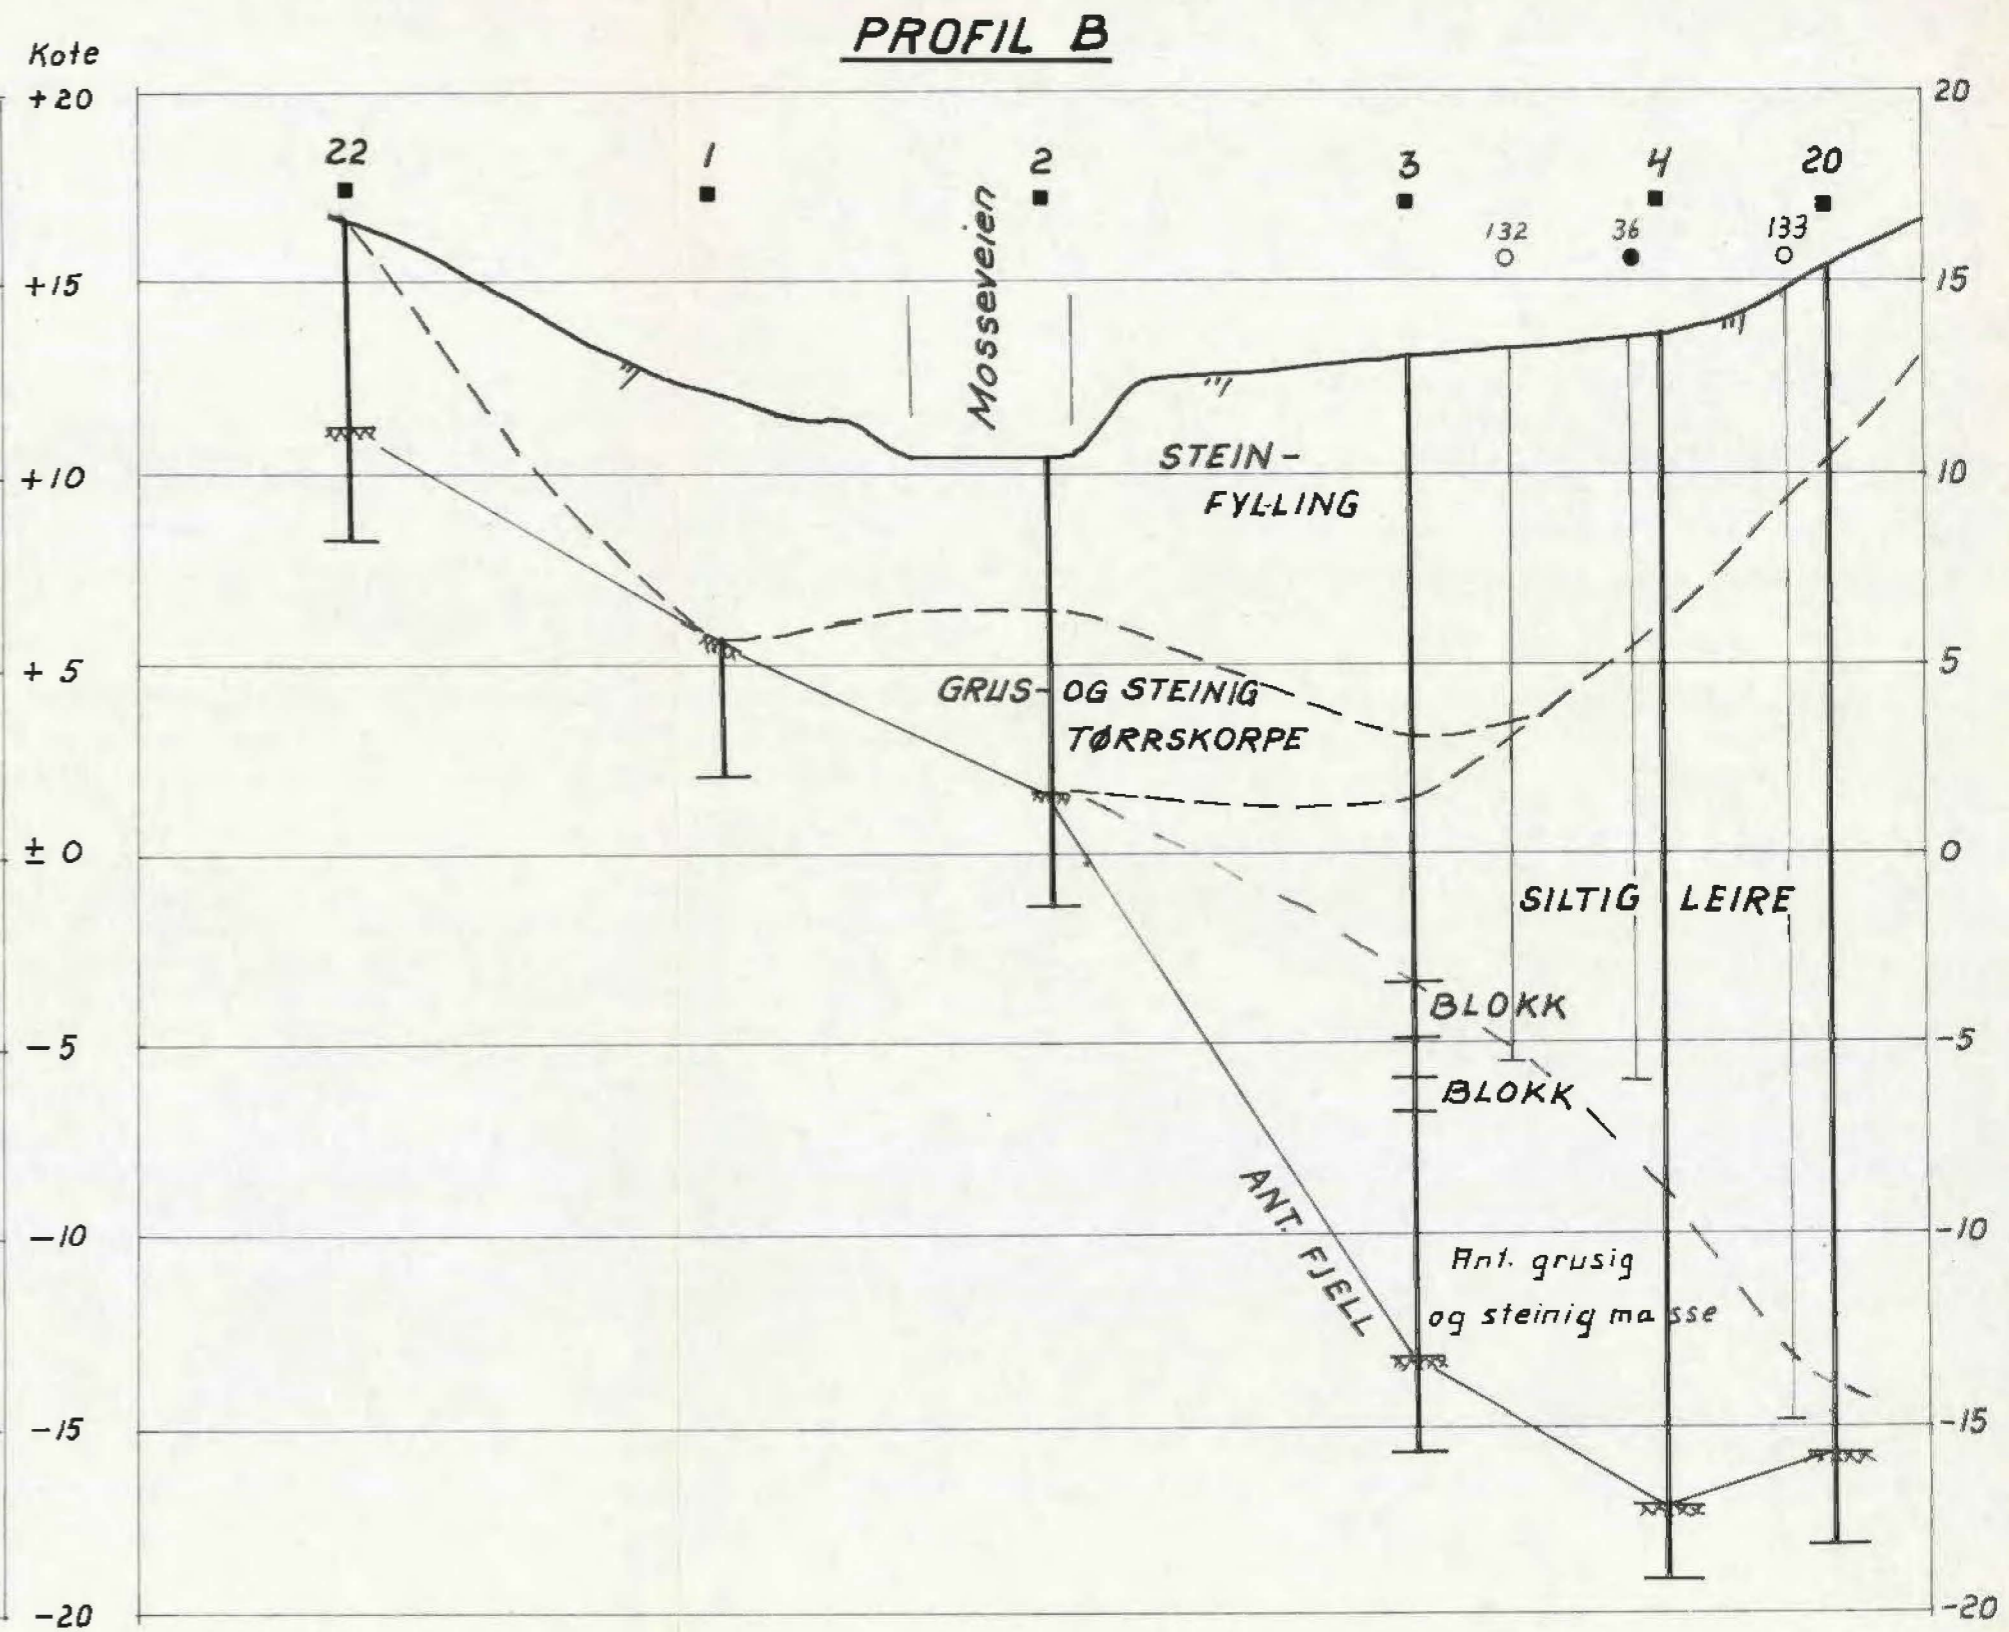 PROFIL B
Kote
+20 20
22 1 2 3 4 20
Mosseveien
132 36 133
+15 15
STEIN-
+10 10
FYLLING
+5 5
GRUS- OG STEINIG
TØRRSKORPE
±0 0
SILTIG LEIRE
BLOKK
-5 -5
BLOKK
ANT. FJELL
-10 -10
Ant. grusig
og steinig masse
-15 -15
-20 -20